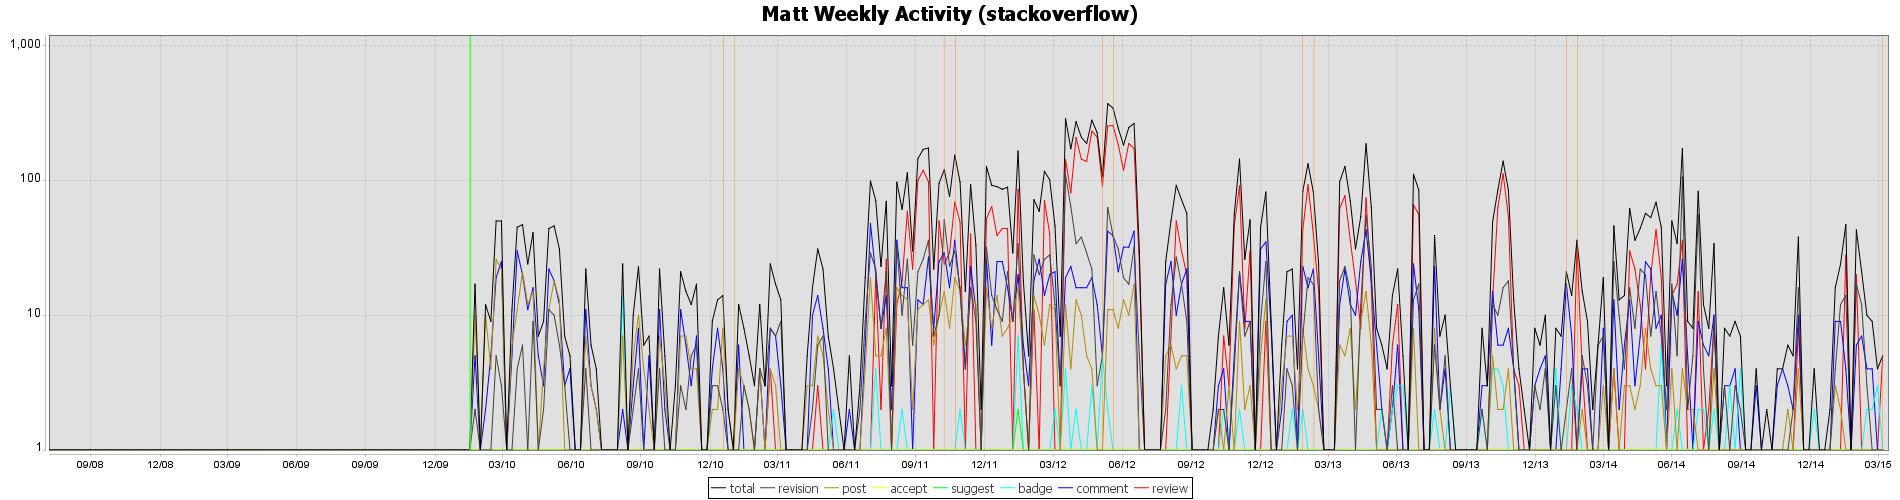 Matt Weekly Activity (stackoverflow)
1,000
100
10
1
09/08 12/08 03/09 06/09 09/09 12/09 03/10 06/10 09/10 12/10 03/11 06/11 09/11 12/11 03/12 06/12 09/12 12/12 03/13 06/13 09/13 12/13 03/14 06/14 09/14 12/14 03/15
total revision post accept suggest badge comment review